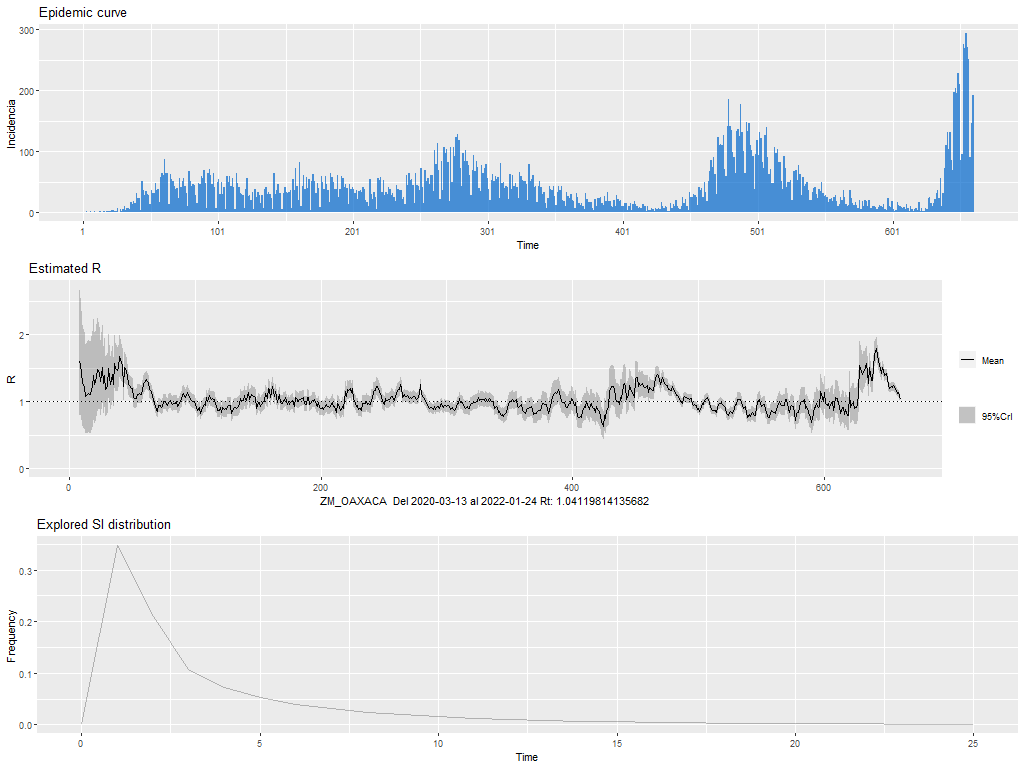 Epidemic curve
300
200
100
0
Incidencia
1 101 201 301 401 501 601
Time
Estimated R
2
1
0
R
0 200 400 600
ZM_OAXACA Del 2020-03-13 al 2022-01-24 Rt: 1.04119814135682
Mean
95%CrI
Explored SI distribution
0.3
0.2
0.1
0.0
Frequency
0 5 10 15 20 25
Time